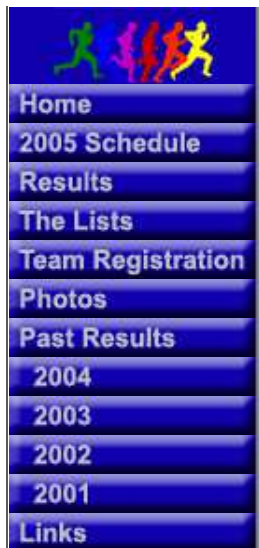 Home
2005 Schedule
Results
The Lists
Team Registration
Photos
Past Results
2004
2003
2002
2001
Links